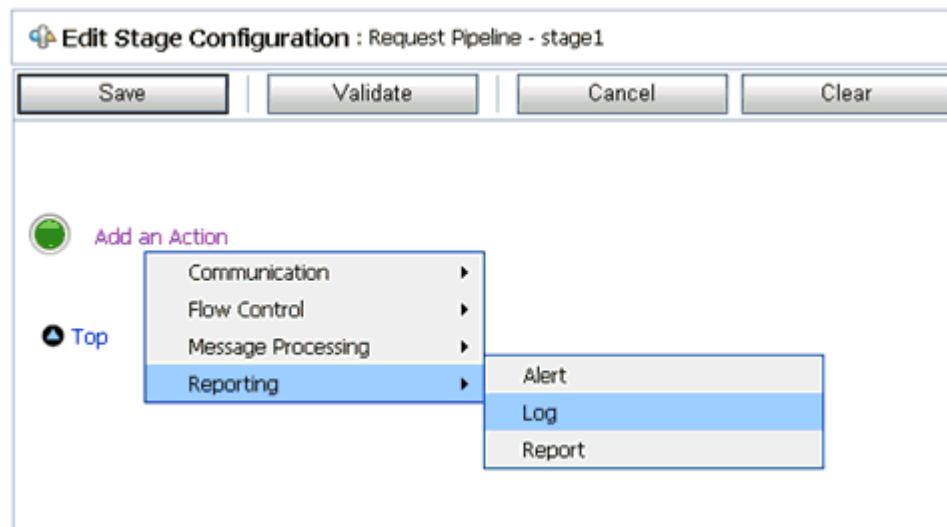 Edit Stage Configuration : Request Pipeline - stage1
Save Validate Cancel Clear
Add an Action
Communication
Flow Control
Top
Message Processing
Reporting
Alert
Log
Report